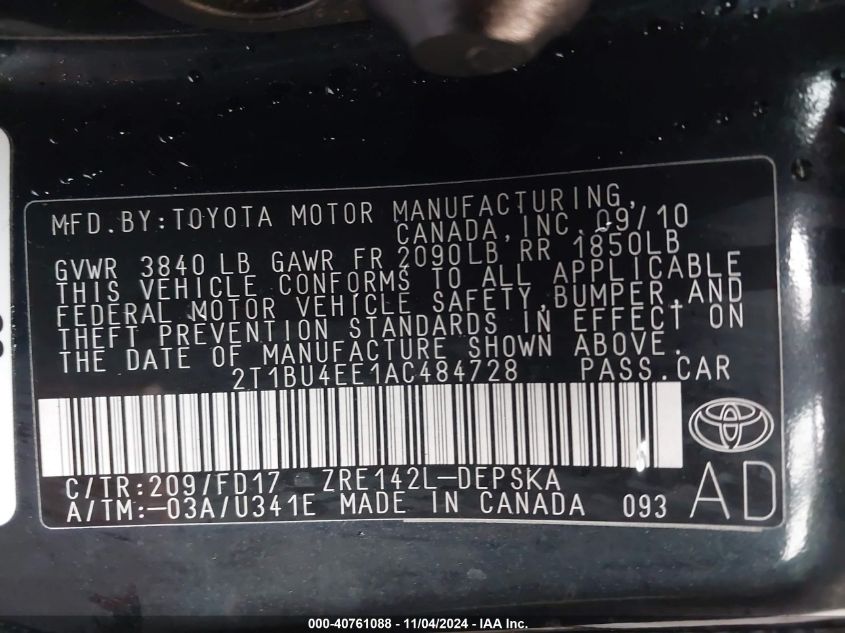 MFD.BY:TOYOTA MOTOR MANUFACTURING,
CANADA,INC.09/10
GVWR 3840 LB GAWR FR 2090LB RR 1850LB
THIS VEHICLE CONFORMS TO ALL APPLICABLE
FEDERAL MOTOR VEHICLE SAFETY,BUMPER,AND
THEFT PREVENTION STANDARDS IN EFFECT ON
THE DATE OF MANUFACTURE SHOWN ABOVE.
2T1BU4EE1AC484728 PASS.CAR
C/TR:209/FD17 ZRE142L-DEPSKA
A/TM:-03A/U341E MADE IN CANADA 093
AD
000-40761088 - 11/04/2024 - IAA Inc.